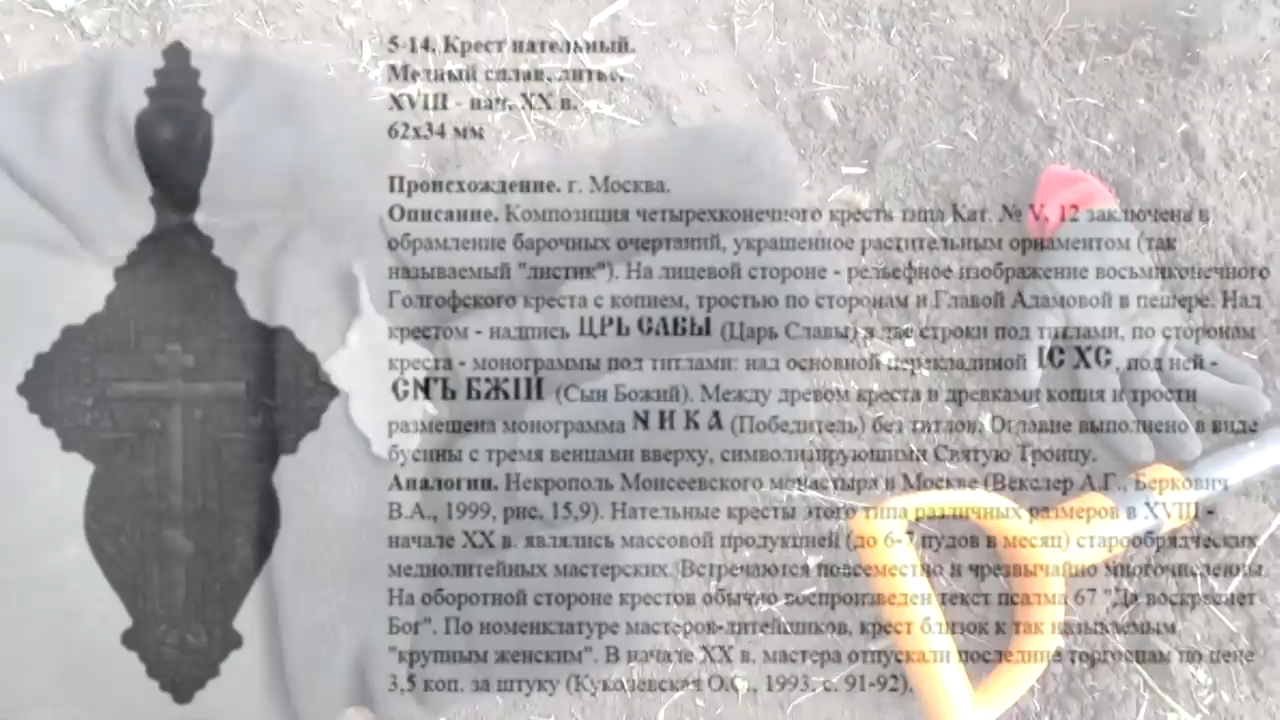 5-14. Крест нательный.
Медный сплав, литье.
XVIII - нач. XX в.
62x34 мм
Происхождение. г. Москва.
Описание. Композиция четырехконечного креста типа Кат. № V, 12 заключена в
обрамление барочных очертаний, украшенное растительным орнаментом (так
называемый "листик"). На лицевой стороне - рельефное изображение восьмиконечного
Голгофского креста с копием, тростью по сторонам и Главой Адамовой в пещере. Над
крестом - надпись ЦРЬ СЛВЫ (Царь Славы) в две строки под титлами, по сторонам
креста - монограммы под титлами: над основной перекладиной IC XC, под ней -
СNЪ БЖIИ (Сын Божий). Между древом креста и древками копия и трости
размещена монограмма N И К А (Победитель) без титлов. Оглавие выполнено в виде
бусины с тремя венцами вверху, символизирующими Святую Троицу.
Аналогии. Некрополь Моисеевского монастыря в Москве (Векслер А.Г., Беркович
В.А., 1999, рис. 15,9). Нательные кресты этого типа различных размеров в XVIII -
начале XX в. являлись массовой продукцией (до 6-7 пудов в месяц) старообрядческих
меднолитейных мастерских. Встречаются повсеместно и чрезвычайно многочисленны.
На оборотной стороне крестов обычно воспроизведен текст псалма 67 "Да воскреснет
Бог". По номенклатуре мастеров-литейщиков, крест близок к так называемым
"крупным женским". В начале XX в. мастера отпускали последние торговцам по цене
3,5 коп. за штуку (Кукочевская О.С., 1993, с. 91-92).